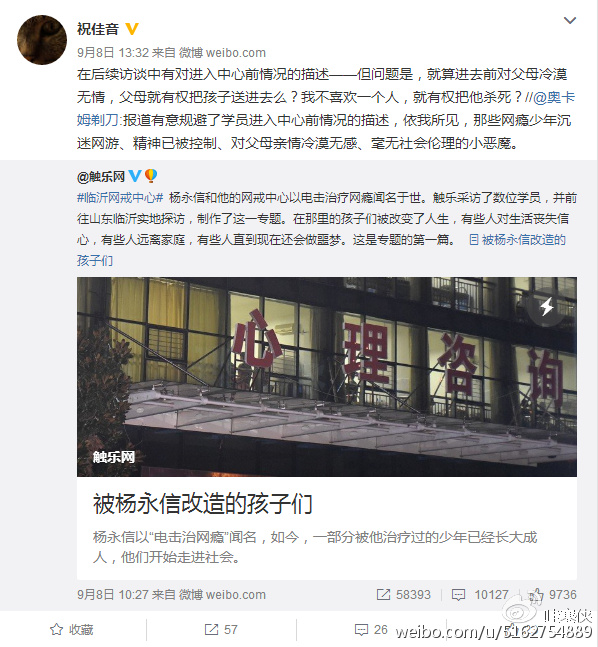 祝佳音
9月8日 13:32 来自 微博 weibo.com
在后续访谈中有对进入中心前情况的描述——但问题是，就算进去前对父母冷漠
无情，父母就有权把孩子送进去么？我不喜欢一个人，就有权把他杀死？//@奥卡
姆剃刀:报道有意规避了学员进入中心前情况的描述，依我所见，那些网瘾少年沉
迷网游、精神已被控制、对父母亲情冷漠无感、毫无社会伦理的小恶魔。
@触乐网
#临沂网戒中心# 杨永信和他的网戒中心以电击治疗网瘾闻名于世。触乐采访了数位学员，并前
往山东临沂实地探访，制作了这一专题。在那里的孩子们被改变了人生，有些人对生活丧失信
心，有些人远离家庭，有些人直到现在还会做噩梦。这是专题的第一篇。 被杨永信改造的
孩子们
心理咨询
触乐网
被杨永信改造的孩子们
杨永信以“电击治网瘾”闻名，如今，一部分被他治疗过的少年已经长大成
人，他们开始走进社会。
9月8日 10:27 来自 微博 weibo.com 58393 10127 9736
收藏 57 26
weibo.com/u/5162754889